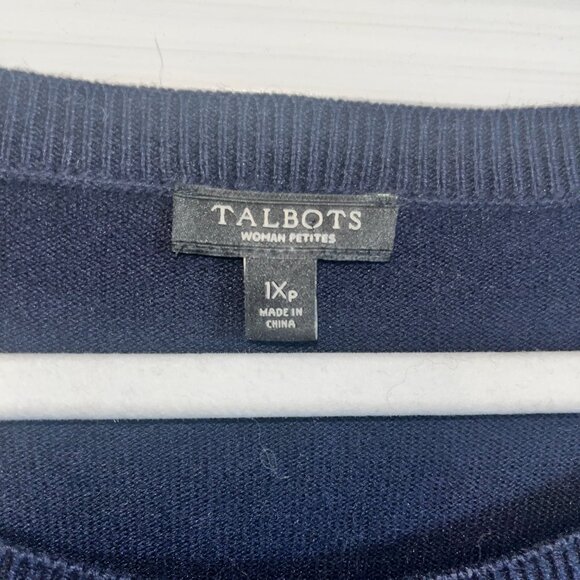 TALBOTS
WOMAN PETITES
1XP
MADE IN
CHINA